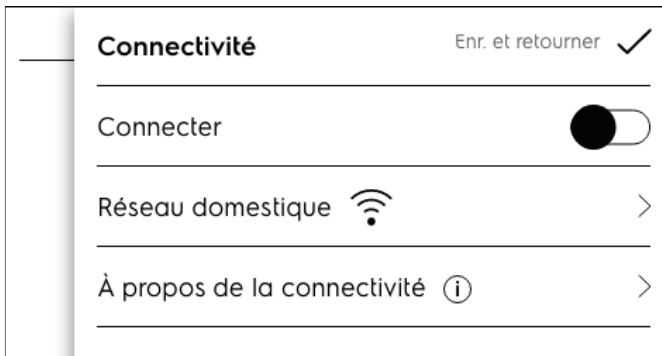 Connectivité
Enr. et retourner
Connecter
Réseau domestique
À propos de la connectivité